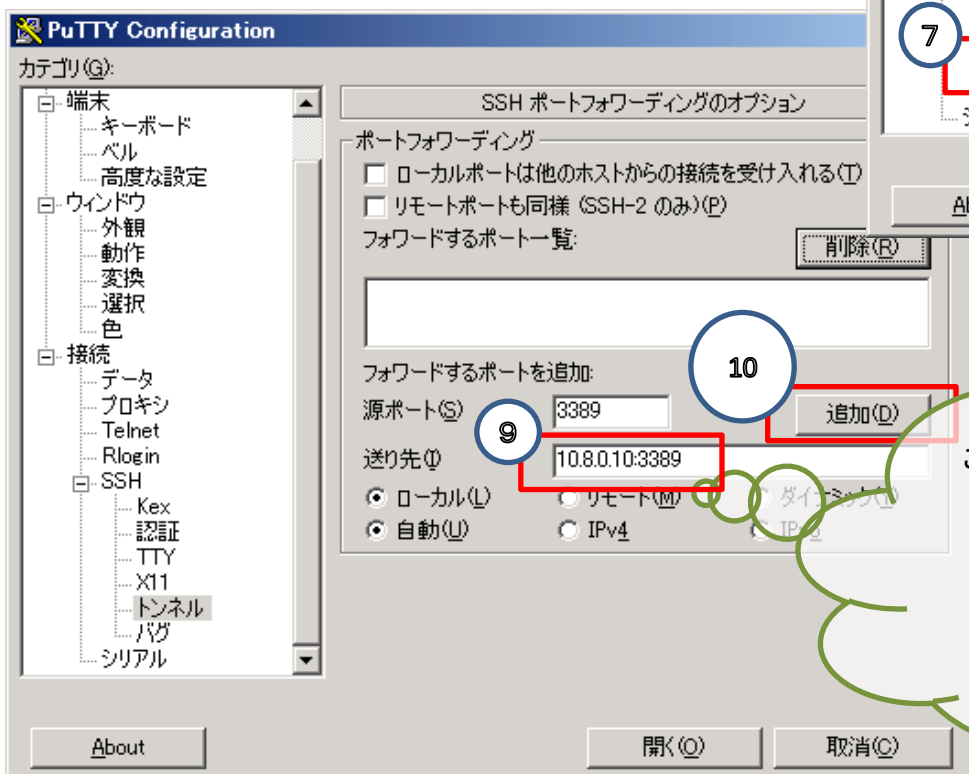 PuTTY Configuration
カテゴリ(G):
端末
キーボード
ベル
高度な設定
ウィンドウ
外観
動作
変換
選択
色
接続
データ
プロキシ
Telnet
Rlogin
SSH
Kex
認証
TTY
X11
トンネル
バグ
シリアル
SSH ポートフォワーディングのオプション
ポートフォワーディング
ローカルポートは他のホストからの接続を受け入れる(T)
リモートポートも同様 (SSH-2 のみ)(P)
フォワードするポート一覧:
削除(R)
フォワードするポートを追加:
源ポート(S) 3389 追加(D)
送り先(I) 10.8.0.10:3389
ローカル(L) リモート(M) ダイナミック(Y)
自動(U) IPv4 IPv6
About
開く(O)
取消(C)
7
9
10